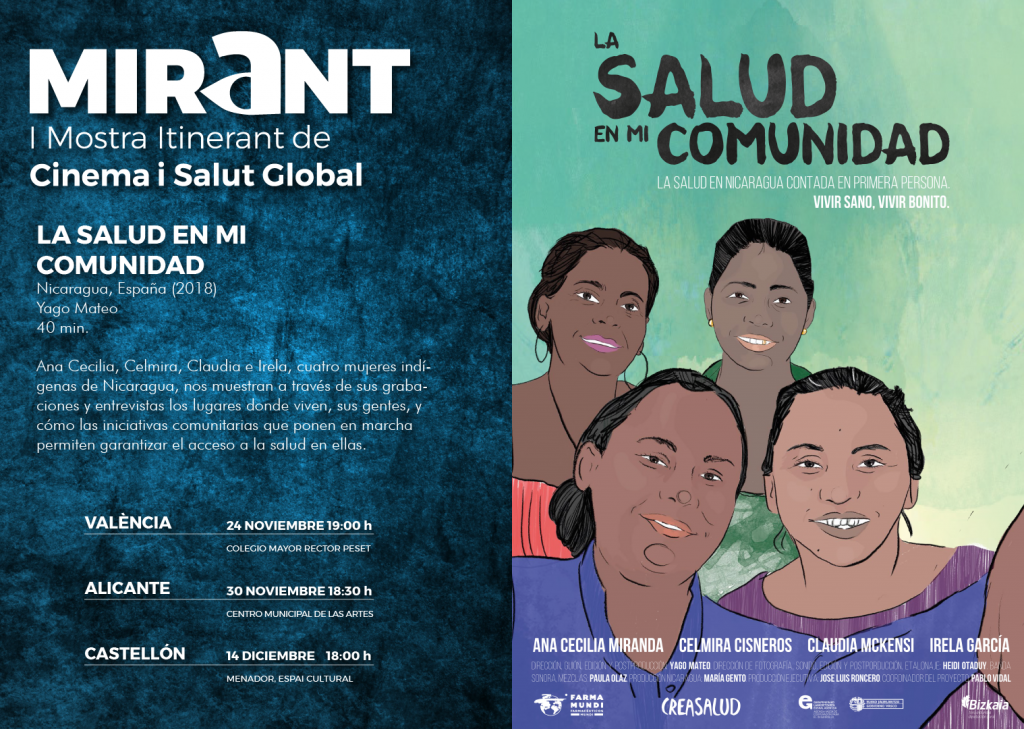 MIRANT
I Mostra Itinerant de
Cinema i Salut Global
LA SALUD EN MI
COMUNIDAD
Nicaragua, España (2018)
Yago Mateo
40 min.
Ana Cecilia, Celmira, Claudia e Irela, cuatro mujeres indí-
genas de Nicaragua, nos muestran a través de sus graba-
ciones y entrevistas los lugares donde viven, sus gentes, y
cómo las iniciativas comunitarias que ponen en marcha
permiten garantizar el acceso a la salud en ellas.
VALÈNCIA 24 NOVIEMBRE 19:00 h
COLEGIO MAYOR RECTOR PESET
ALICANTE 30 NOVIEMBRE 18:30 h
CENTRO MUNICIPAL DE LAS ARTES
CASTELLÓN 14 DICIEMBRE 18:00 h
MENADOR, ESPAI CULTURAL
LA
SALUD
EN MI COMUNIDAD
LA SALUD EN NICARAGUA CONTADA EN PRIMERA PERSONA.
VIVIR SANO, VIVIR BONITO.
ANA CECILIA MIRANDA CELMIRA CISNEROS CLAUDIA MCKENSI IRELA GARCÍA
DIRECCIÓN, GUIÓN, EDICIÓN Y POSTPRODUCCIÓN: YAGO MATEO DIRECCIÓN DE FOTOGRAFÍA, SONIDO, EDICIÓN Y POSTPORDUCCIÓN, ETALONAJE: HEIDI OTADUY BANDA
SONORA, MEZCLAS: PAULA OLAZ PRODUCCIÓN NICARAGUA: MARÍA GENTO PRODUCCIÓN EJECUTIVA: JOSE LUIS RONCERO COORDINADOR DEL PROYECTO: PABLO VIDAL
FARMA
MUNDI
CREASALUD
Bizkaia